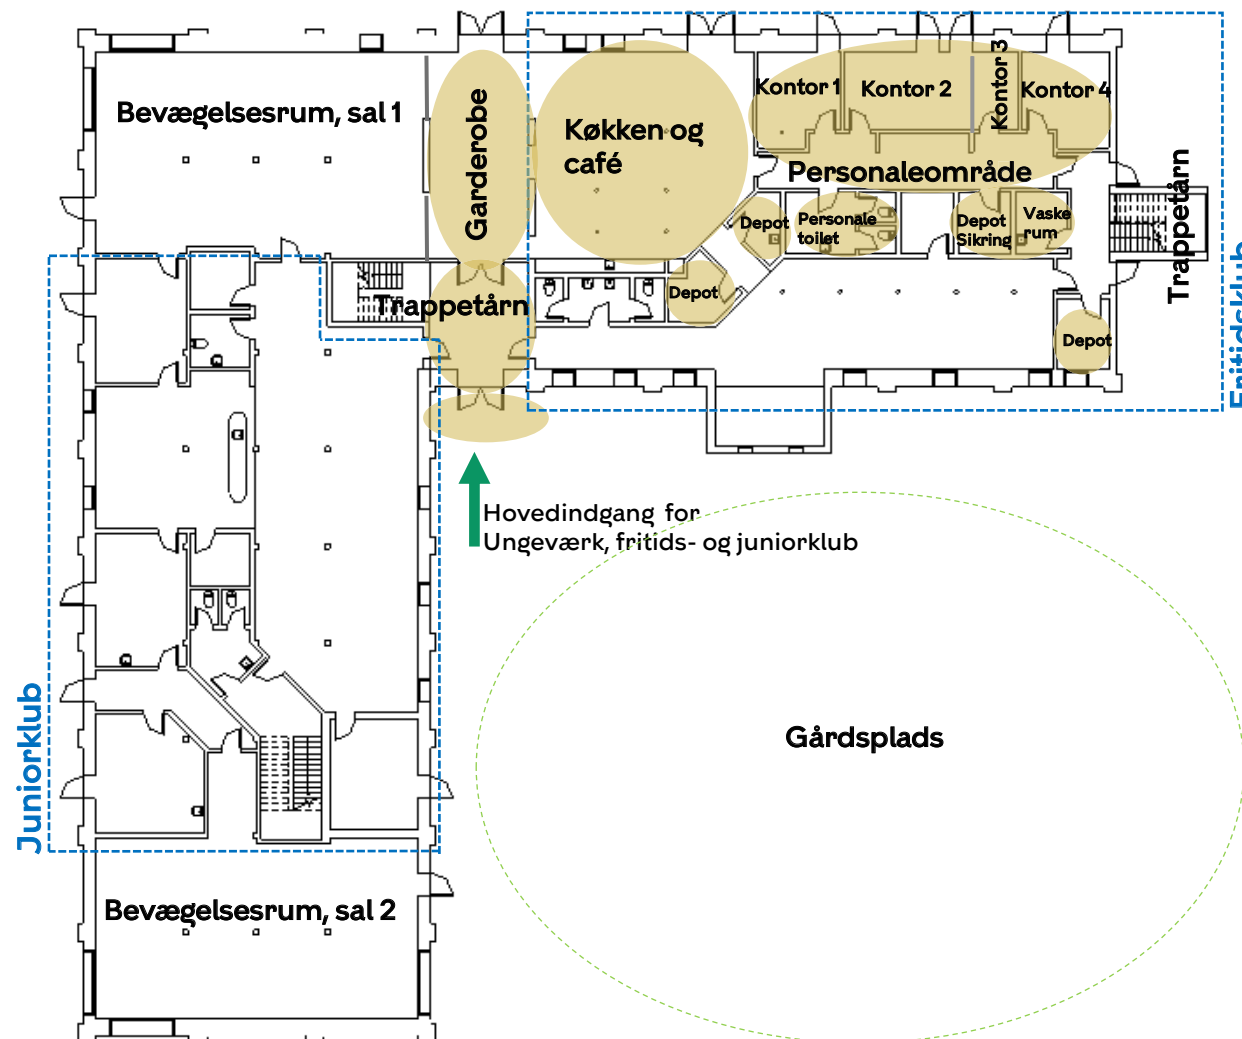 Bevægelsesrum, sal 1
Garderobe
Køkken og
café
Kontor 1
Kontor 2
Kontor 3
Kontor 4
Personaleområde
Trappetårn
Depot
Personale
toilet
Depot
Sikring
Vaske
rum
Depot
Depot
Trappetårn
Fritidsklub
Hovedindgang for
Ungeværk, fritids- og juniorklub
Juniorklub
Gårdsplads
Bevægelsesrum, sal 2